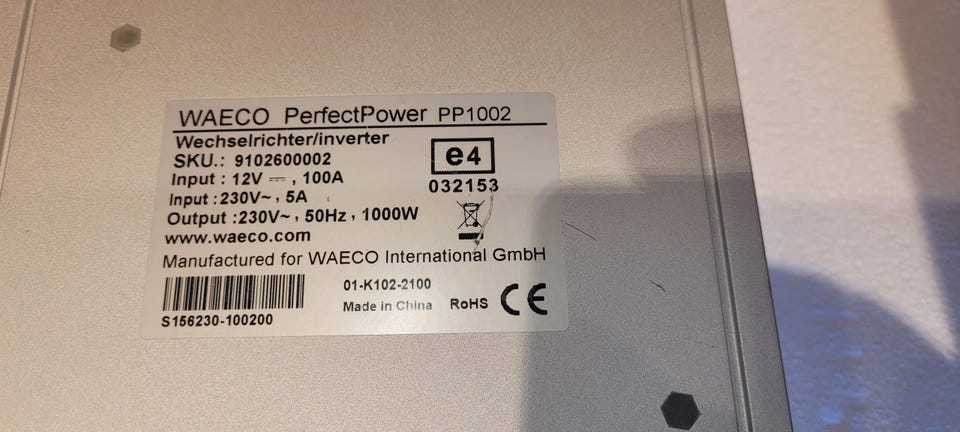 WAECO PerfectPower PP1002
Wechselrichter/inverter
SKU.: 9102600002
Input : 12V ⎓ , 100A
Input : 230V~ , 5A
Output : 230V~ , 50Hz , 1000W
www.waeco.com
e4
032153
Manufactured for WAECO International GmbH
01-K102-2100
Made in China RoHS CE
S156230-100200